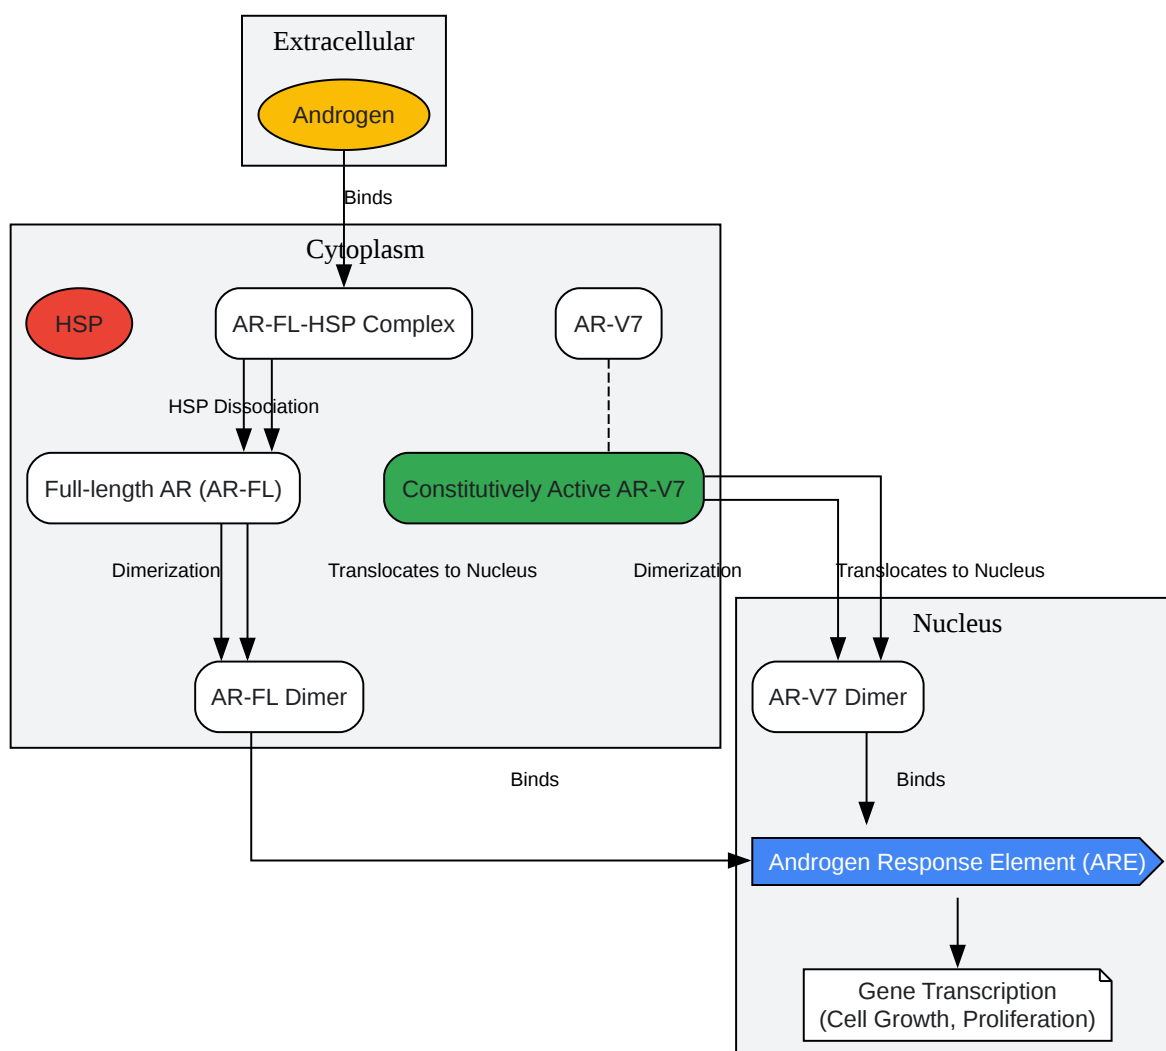 Extracellular
Androgen
Binds
Cytoplasm
HSP
AR-FL-HSP Complex
AR-V7
HSP Dissociation
Full-length AR (AR-FL)
Constitutively Active AR-V7
Dimerization
Translocates to Nucleus
Dimerization
Translocates to Nucleus
Nucleus
AR-FL Dimer
AR-V7 Dimer
Binds
Binds
Androgen Response Element (ARE)
Gene Transcription
(Cell Growth, Proliferation)